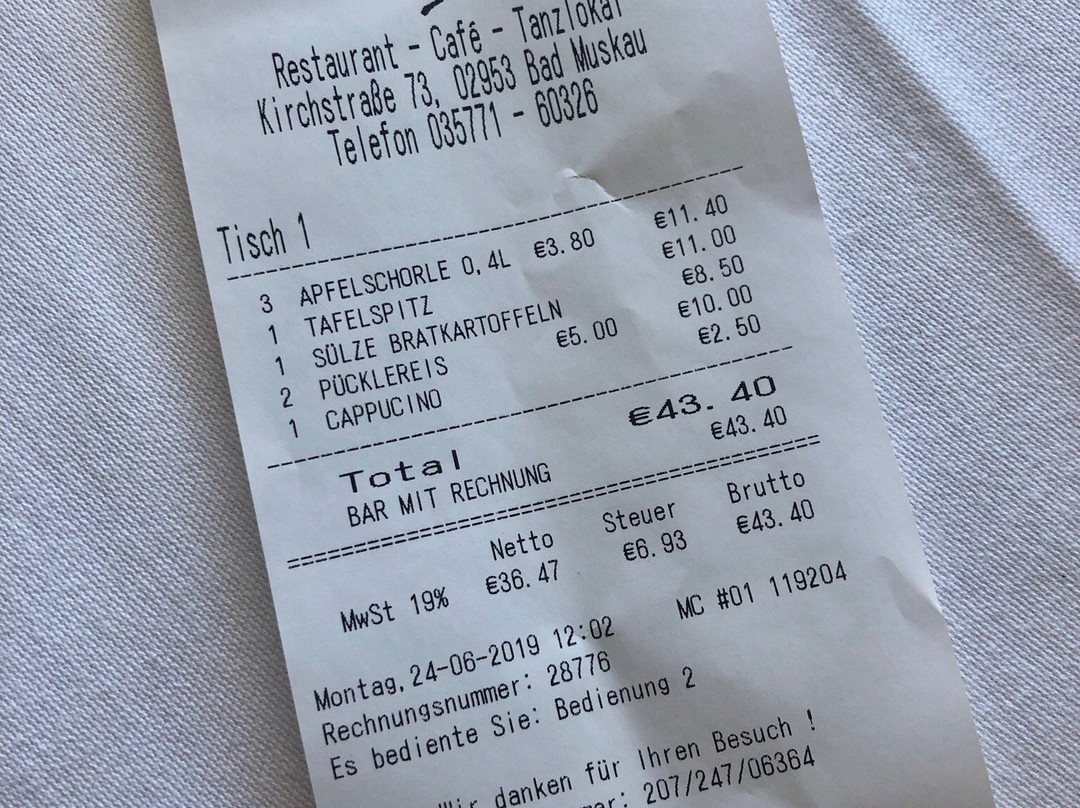 Restaurant - Café - Tanzlokal
Kirchstraße 73, 02953 Bad Muskau
Telefon 035771 - 60326
Tisch 1
3 APFELSCHORLE 0,4L €3.80 €11.40
1 TAFELSPITZ €11.00
1 SÜLZE BRATKARTOFFELN €8.50
2 PÜCKLEREIS €5.00 €10.00
1 CAPPUCINO €2.50
Total €43.40
BAR MIT RECHNUNG €43.40
Netto Steuer Brutto
MwSt 19% €36.47 €6.93 €43.40
Montag,24-06-2019 12:02 MC #01 119204
Rechnungsnummer: 28776
Es bediente Sie: Bedienung 2
Wir danken für Ihren Besuch !
207/247/06364